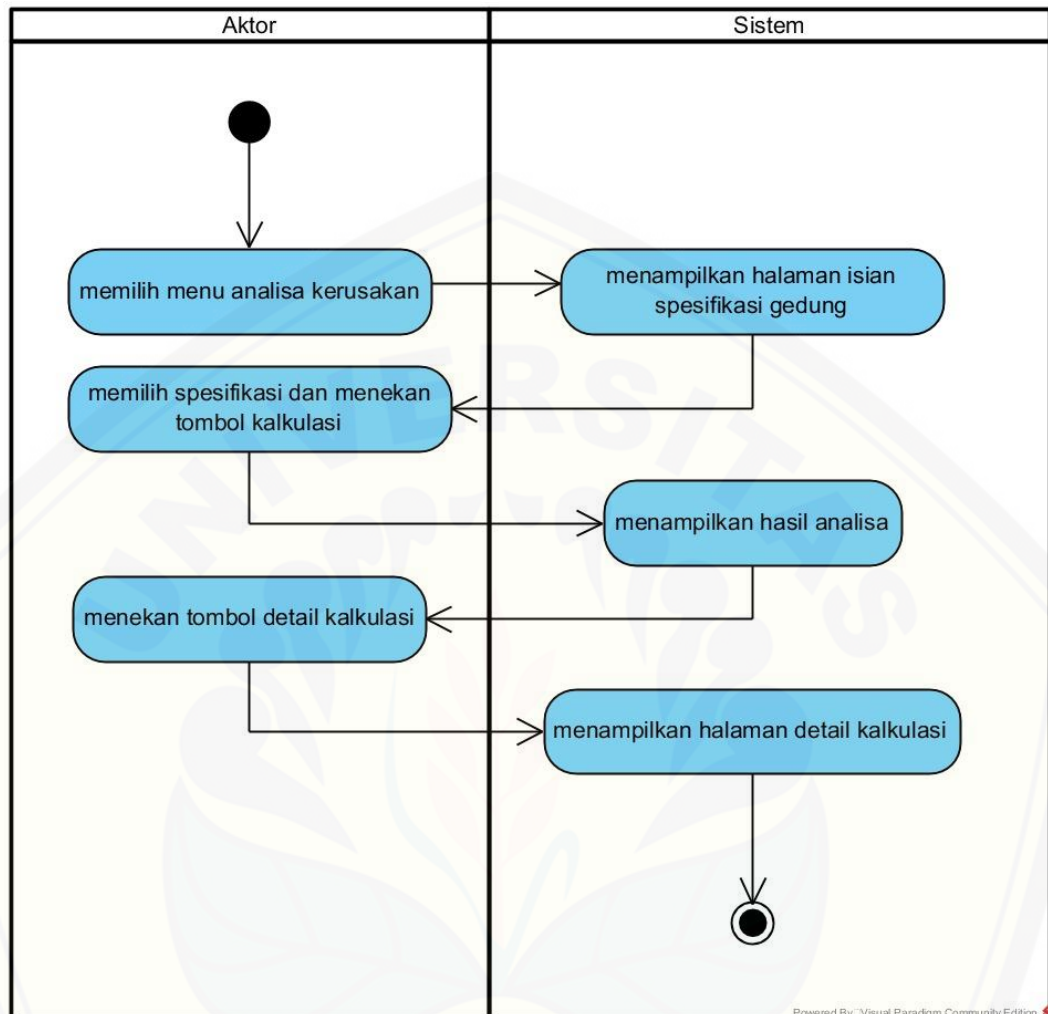 Aktor
Sistem
memilih menu analisa kerusakan
menampilkan halaman isian
spesifikasi gedung
memilih spesifikasi dan menekan
tombol kalkulasi
menampilkan hasil analisa
menekan tombol detail kalkulasi
menampilkan halaman detail kalkulasi
UNIVERSITAS
Powered By Visual Paradigm Community Edition